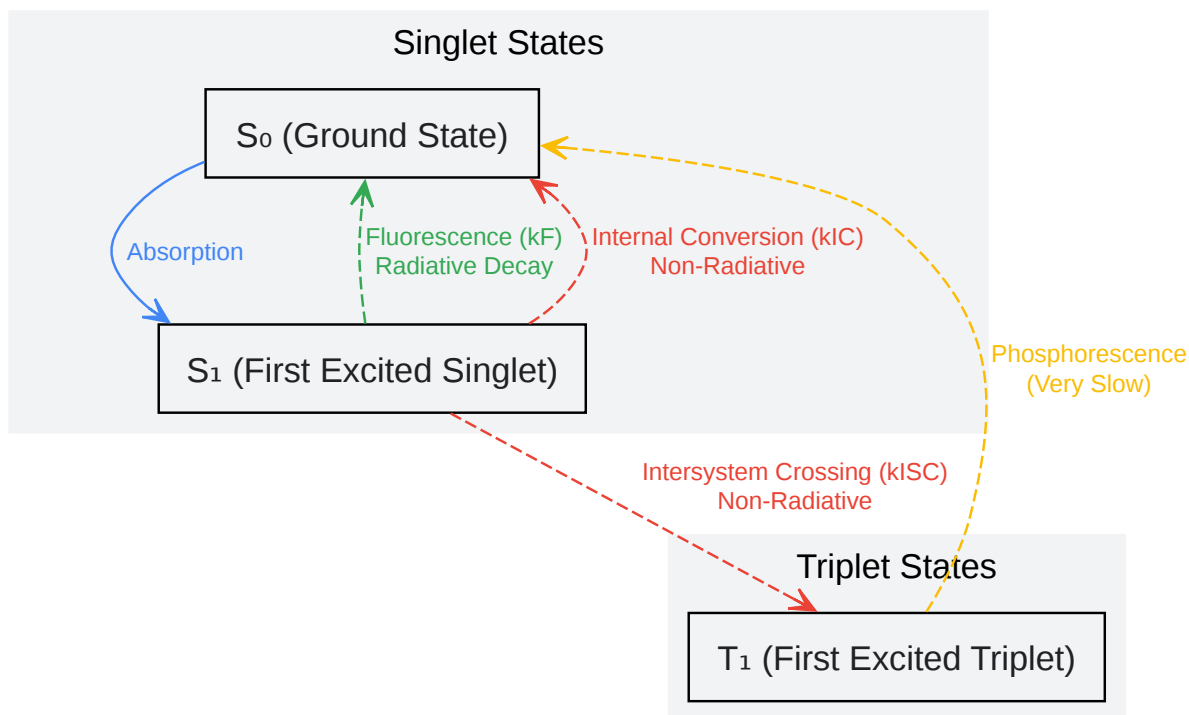 Singlet States
S₀ (Ground State)
Absorption
Fluorescence (kF)
Radiative Decay
Internal Conversion (kIC)
Non-Radiative
S₁ (First Excited Singlet)
Phosphorescence
(Very Slow)
Intersystem Crossing (kISC)
Non-Radiative
Triplet States
T₁ (First Excited Triplet)